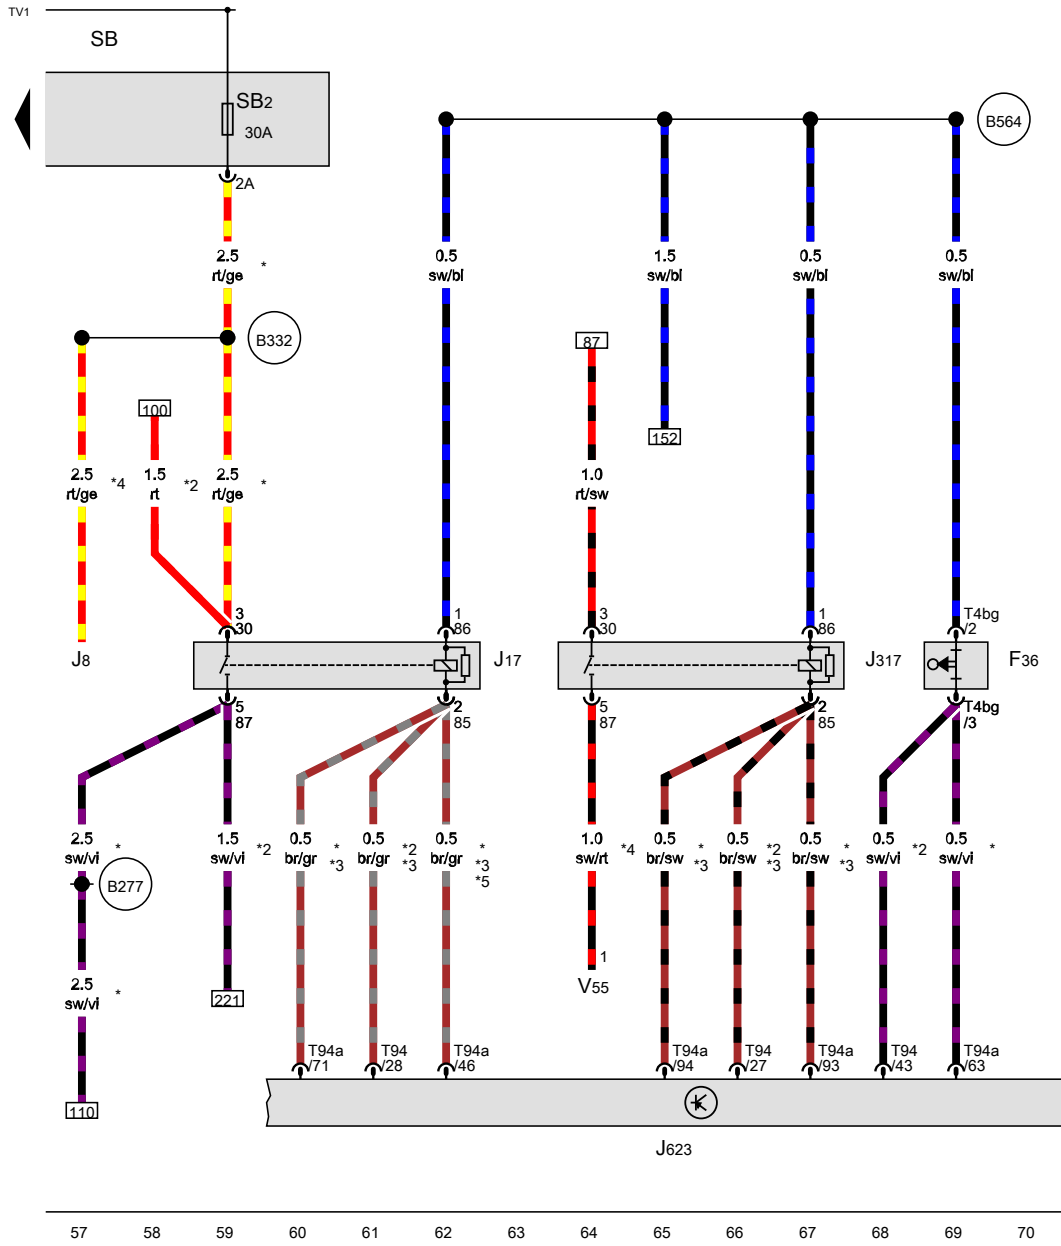 TV1
SB
SB2
30A
2A
B564
2.5
rt/ge
*
0.5
sw/bl
1.5
sw/bl
0.5
sw/bl
0.5
sw/bl
B332
87
100
152
2.5
rt/ge
*4
1.5
rt
*2
2.5
rt/ge
*
1.0
rt/sw
3
30
1
86
3
30
1
86
T4bg
/2
J8
J17
J317
F36
5
87
2
85
5
87
2
85
T4bg
/3
2.5
sw/vi
*
1.5
sw/vi
*2
0.5
br/gr
*
*3
0.5
br/gr
*2
*3
0.5
br/gr
*
*3
*5
1.0
sw/rt
*4
0.5
br/sw
*
*3
0.5
br/sw
*2
*3
0.5
br/sw
*
*3
0.5
sw/vi
*2
0.5
sw/vi
*
B277
2.5
sw/vi
*
221
1
V55
110
T94a
/71
T94
/28
T94a
/46
T94a
/94
T94
/27
T94a
/93
T94
/43
T94a
/63
J623
57 58 59 60 61 62 63 64 65 66 67 68 69 70